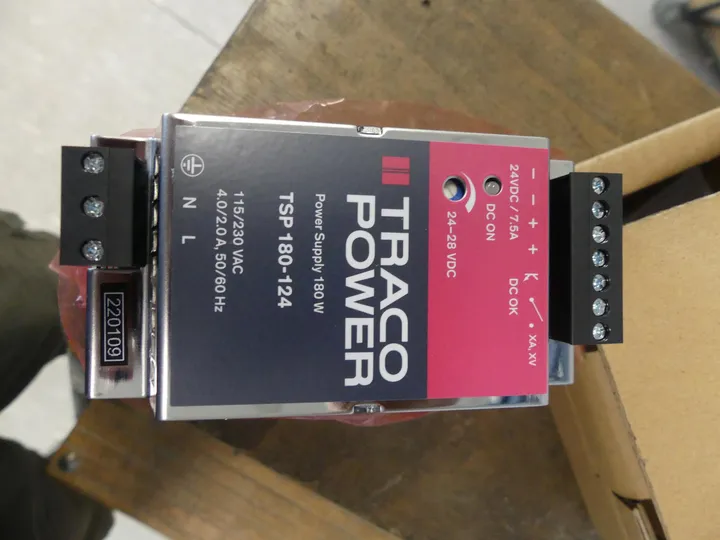 24VDC / 7.5A
− − + +
DC OK
XA, XV
DC ON
24–28 VDC
TRACO
POWER
Power Supply 180 W
TSP 180-124
115/230 VAC
4.0/2.0 A, 50/60 Hz
N L
220109